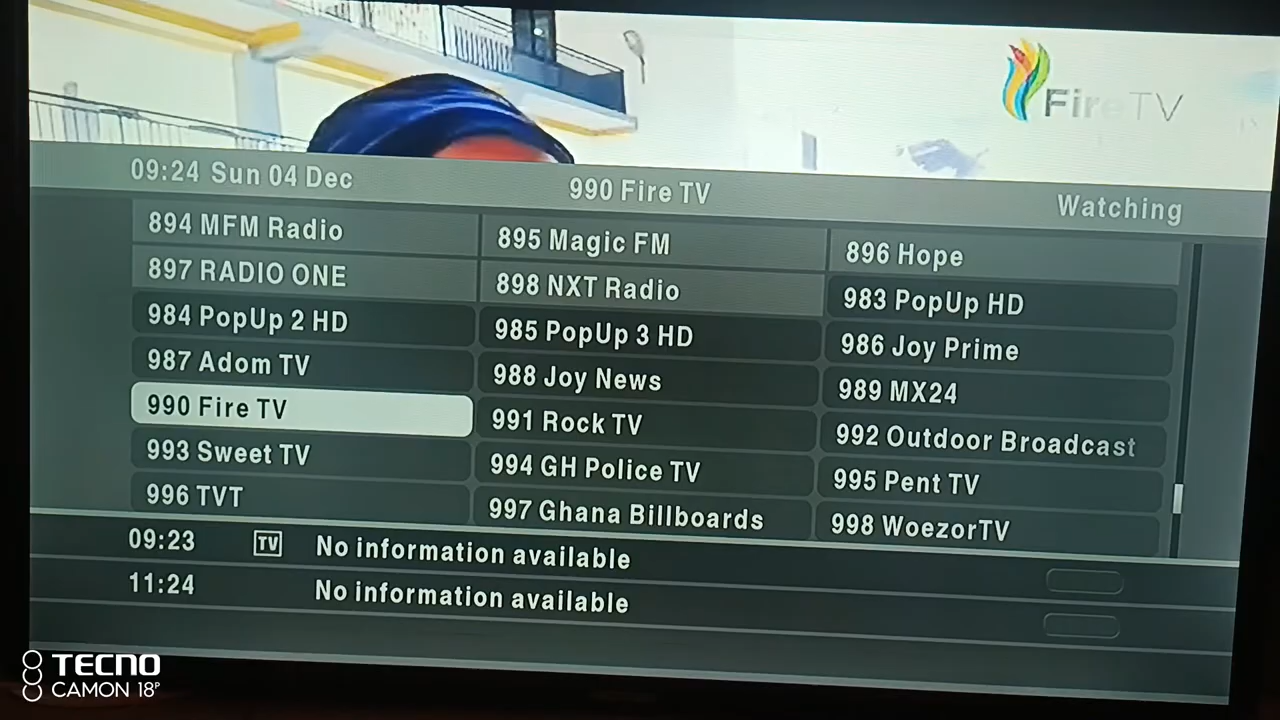 Fire TV
09:24 Sun 04 Dec 990 Fire TV Watching
894 MFM Radio 895 Magic FM 896 Hope
897 RADIO ONE 898 NXT Radio 983 PopUp HD
984 PopUp 2 HD 985 PopUp 3 HD 986 Joy Prime
987 Adom TV 988 Joy News 989 MX24
990 Fire TV 991 Rock TV 992 Outdoor Broadcast
993 Sweet TV 994 GH Police TV 995 Pent TV
996 TVT 997 Ghana Billboards 998 WoezorTV
09:23 TV No information available
11:24 No information available
TECNO
CAMON 18P